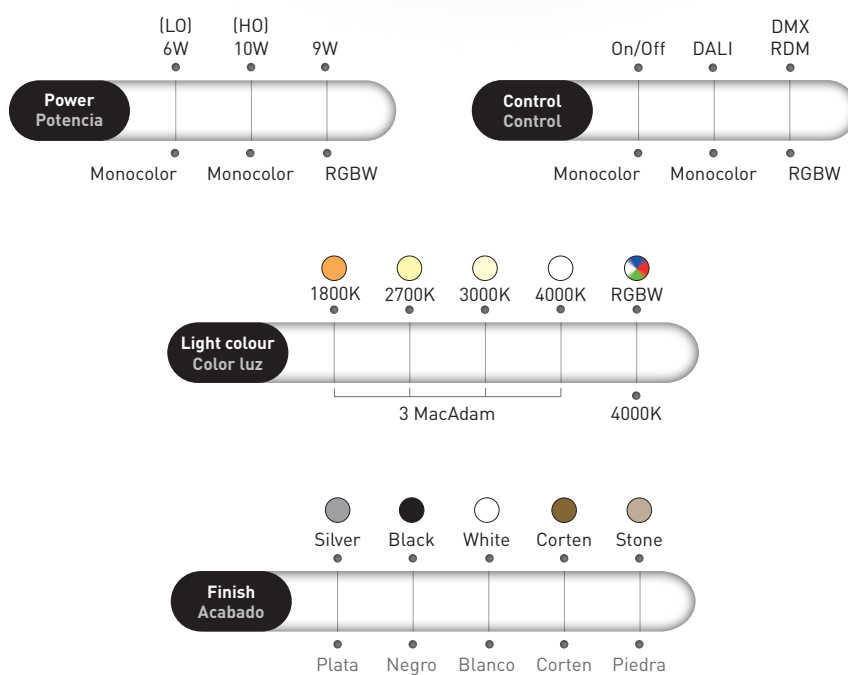 (LO) (HO)
6W 10W 9W
Power
Potencia
Monocolor Monocolor RGBW
DMX
On/Off DALI RDM
Control
Control
Monocolor Monocolor RGBW
1800K 2700K 3000K 4000K RGBW
Light colour
Color luz
3 MacAdam 4000K
Silver Black White Corten Stone
Finish
Acabado
Plata Negro Blanco Corten Piedra